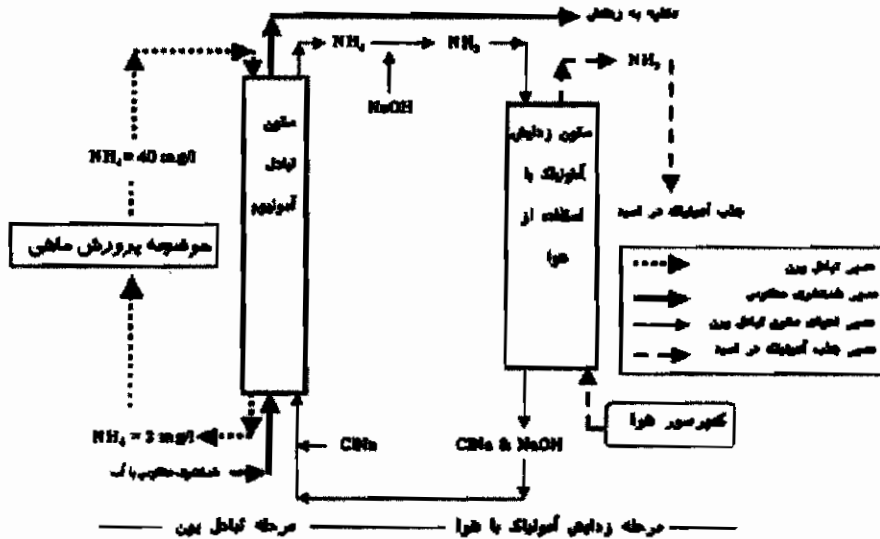 تخلیه به زهکش
NH₄
NH₃
NH₃
NaOH
ستون
تبادل
آمونیوم
ستون زدایش
آمونیاک با
استفاده از
هوا
NH₄ = 40 mg/l
حوضچه پرورش ماهی
جذب آمونیاک در اسید
مسیر تبادل یون
مسیر شستشوی معکوس
مسیر احیای ستون تبادل یون
مسیر جذب آمونیاک در اسید
کمپرسور هوا
NH₄ = 3 mg/l
ClNa
ClNa & NaOH
شستشوی معکوس با آب
مرحله تبادل یون
مرحله زدایش آمونیاک با هوا